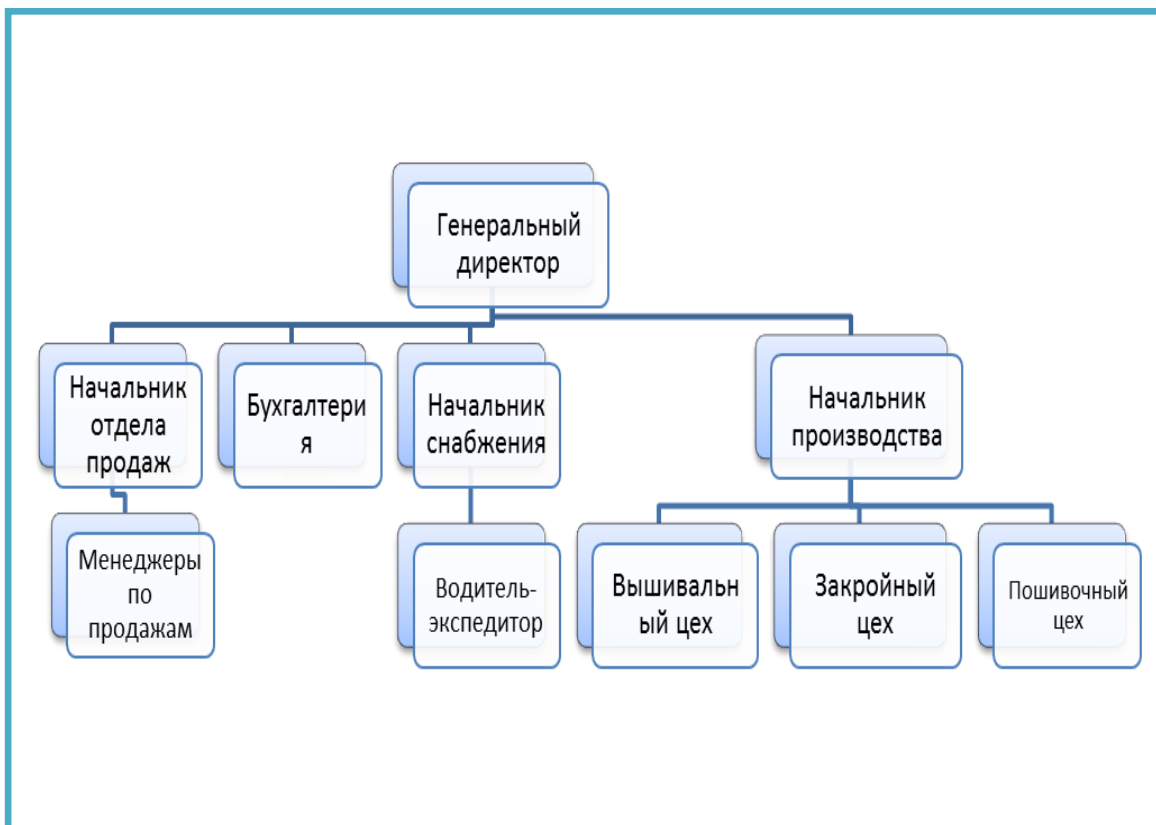 Генеральный
директор
Начальник
отдела
продаж
Бухгалтери
я
Начальник
снабжения
Начальник
производства
Менеджеры
по
продажам
Водитель-
экспедитор
Вышивальн
ый цех
Закройный
цех
Пошивочный
цех